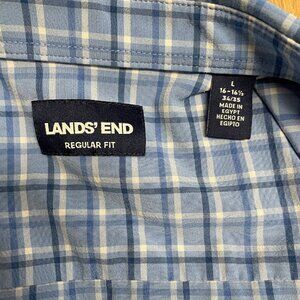 LANDS' END
REGULAR FIT
L
16-16½
34/35
MADE IN
EGYPT
HECHO EN
EGIPTO